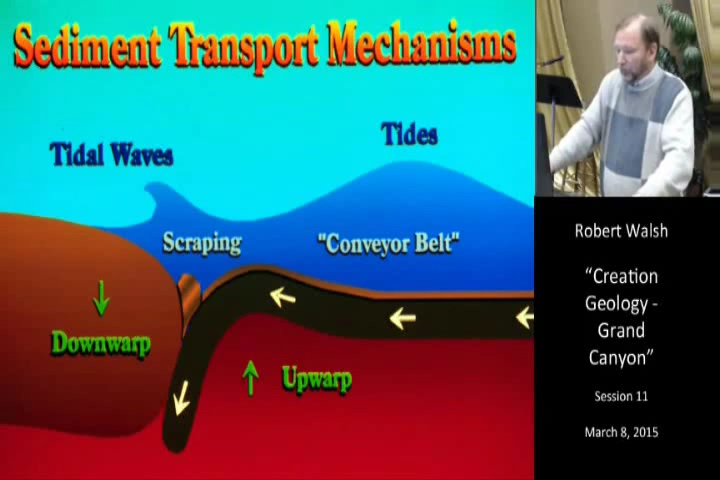 Sediment Transport Mechanisms
Tides
Tidal Waves
Scraping
"Conveyor Belt"
Downwarp
Upwarp
Robert Walsh
“Creation
Geology -
Grand
Canyon”
Session 11
March 8, 2015